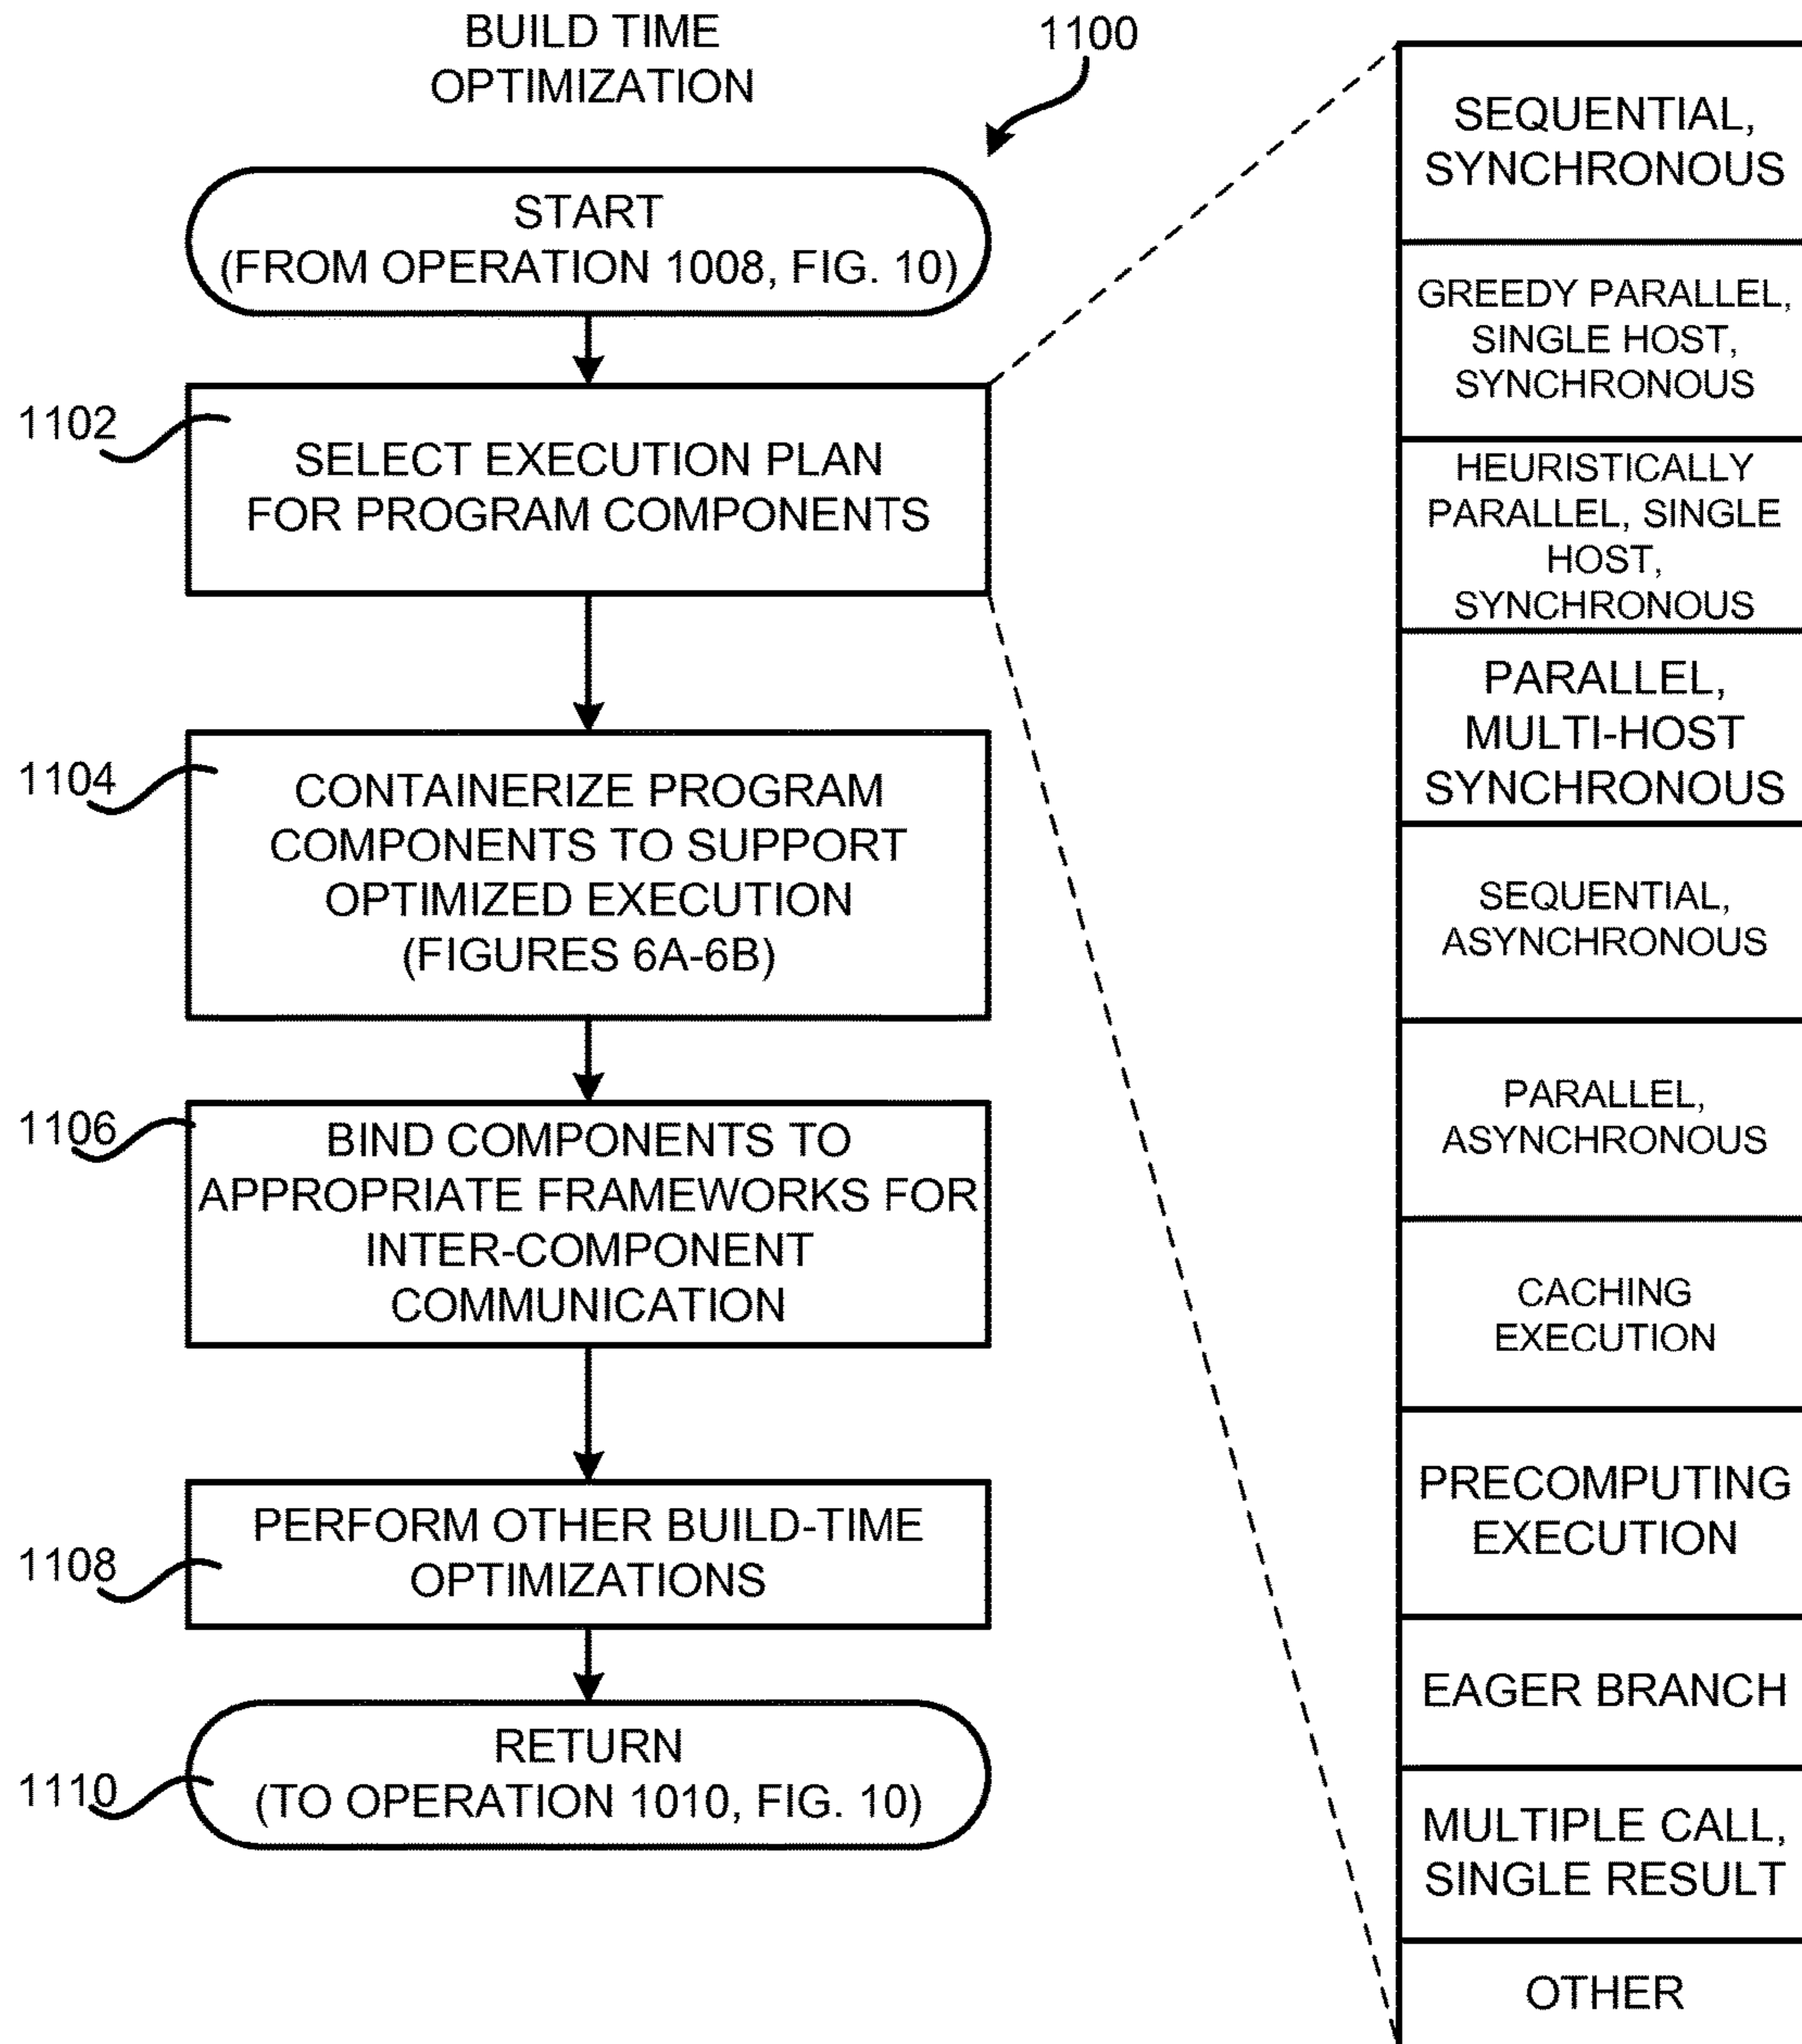 BUILD TIME
OPTIMIZATION
1100
START
(FROM OPERATION 1008, FIG. 10)
1102
SELECT EXECUTION PLAN
FOR PROGRAM COMPONENTS
1104
CONTAINERIZE PROGRAM
COMPONENTS TO SUPPORT
OPTIMIZED EXECUTION
(FIGURES 6A-6B)
1106
BIND COMPONENTS TO
APPROPRIATE FRAMEWORKS FOR
INTER-COMPONENT
COMMUNICATION
1108
PERFORM OTHER BUILD-TIME
OPTIMIZATIONS
1110
RETURN
(TO OPERATION 1010, FIG. 10)
SEQUENTIAL,
SYNCHRONOUS
GREEDY PARALLEL,
SINGLE HOST,
SYNCHRONOUS
HEURISTICALLY
PARALLEL, SINGLE
HOST,
SYNCHRONOUS
PARALLEL,
MULTI-HOST
SYNCHRONOUS
SEQUENTIAL,
ASYNCHRONOUS
PARALLEL,
ASYNCHRONOUS
CACHING
EXECUTION
PRECOMPUTING
EXECUTION
EAGER BRANCH
MULTIPLE CALL,
SINGLE RESULT
OTHER